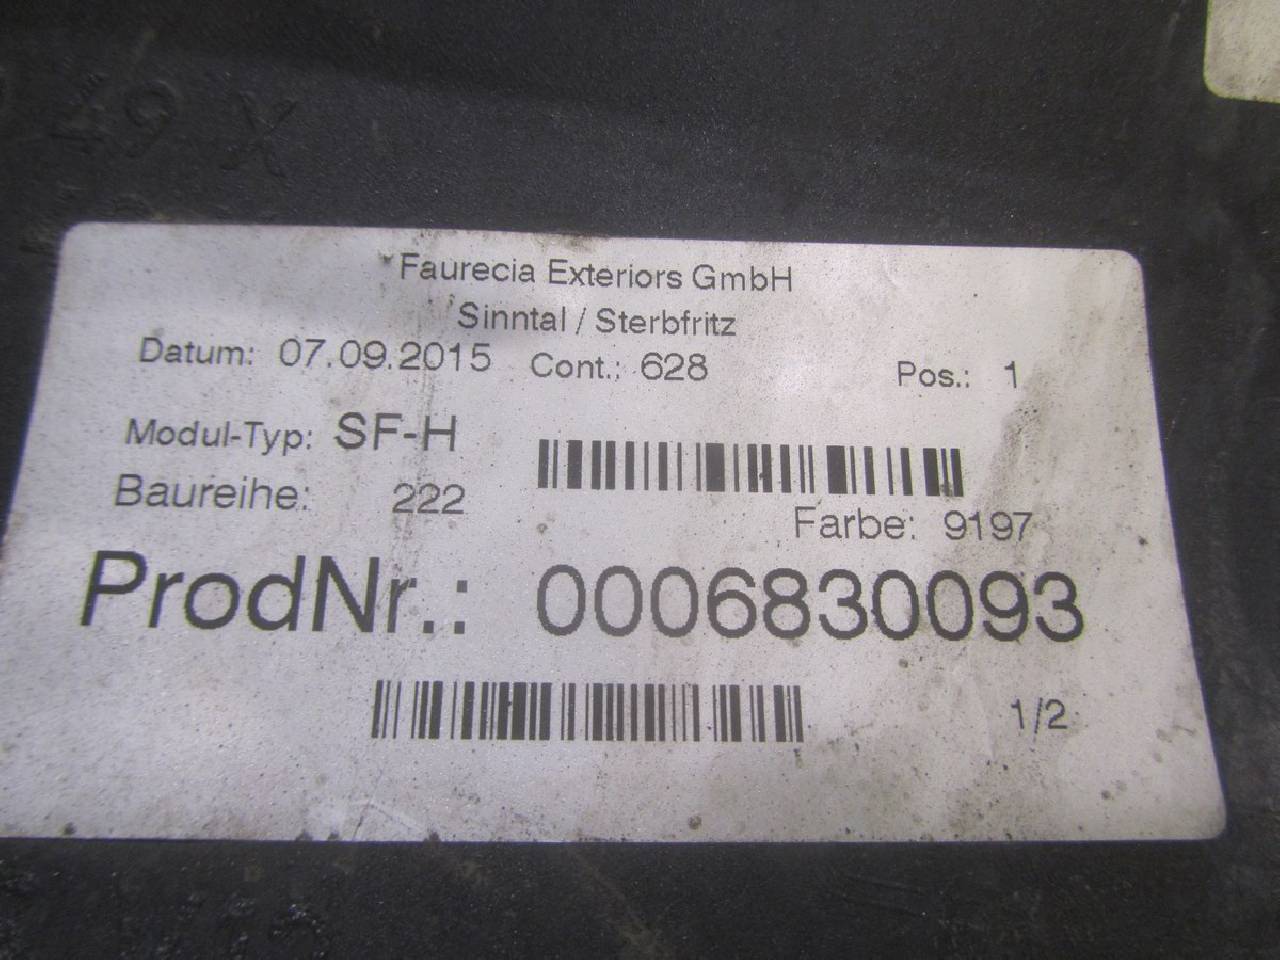 49 X
Faurecia Exteriors GmbH
Sinntal / Sterbfritz
Datum: 07.09.2015 Cont.: 628 Pos.: 1
Modul-Typ: SF-H
Baureihe: 222
Farbe: 9197
ProdNr.: 0006830093
1/2